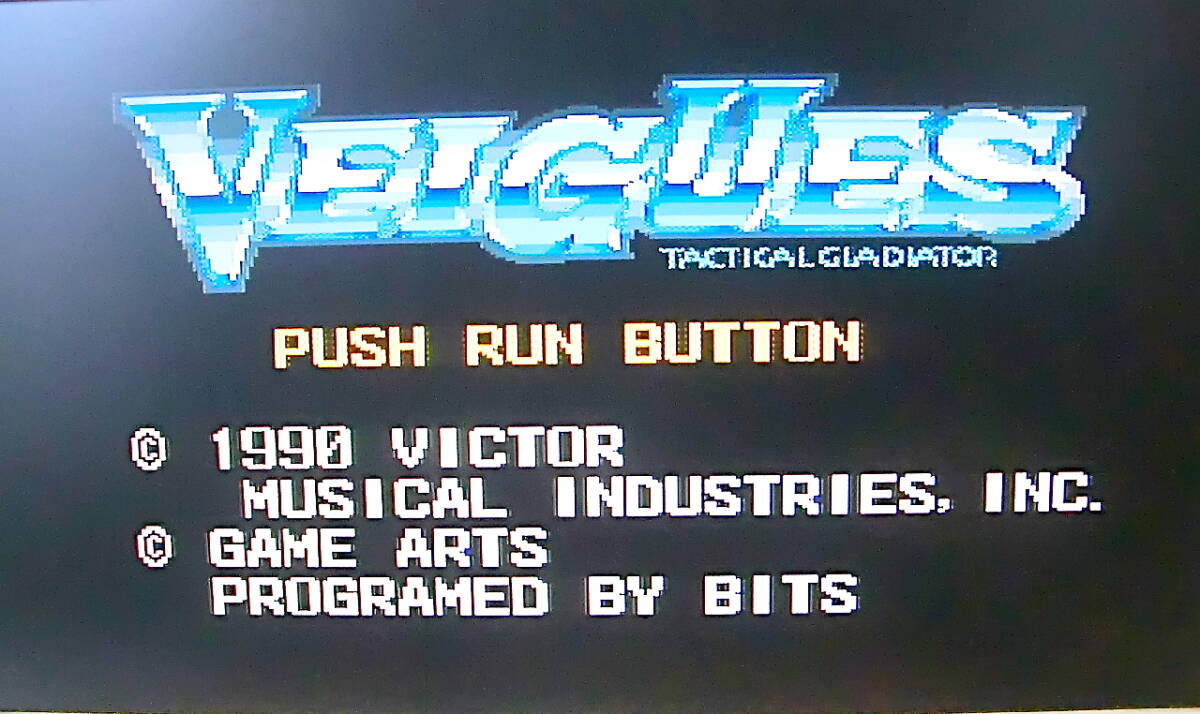 VEIGUES
TACTICAL GLADIATOR
PUSH RUN BUTTON
© 1990 VICTOR
MUSICAL INDUSTRIES, INC.
© GAME ARTS
PROGRAMED BY BITS